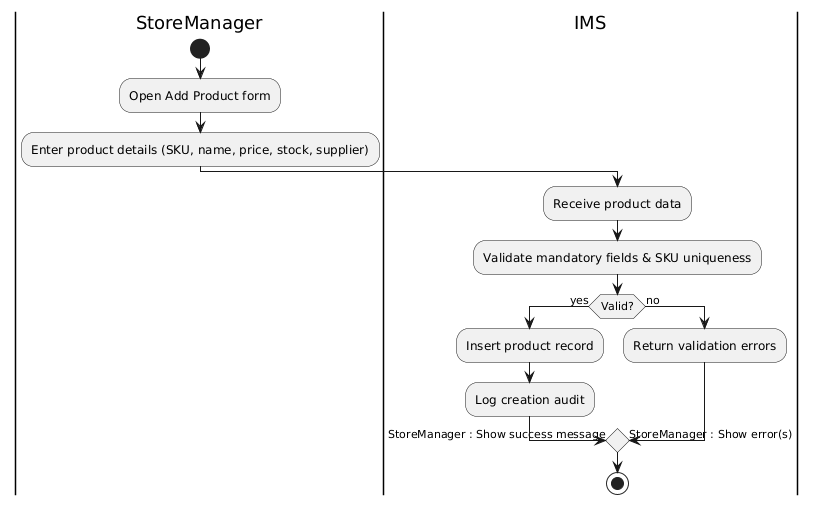 StoreManager
IMS
Open Add Product form
Enter product details (SKU, name, price, stock, supplier)
Receive product data
Validate mandatory fields & SKU uniqueness
yes
Valid?
no
Insert product record
Return validation errors
Log creation audit
StoreManager : Show success message
StoreManager : Show error(s)